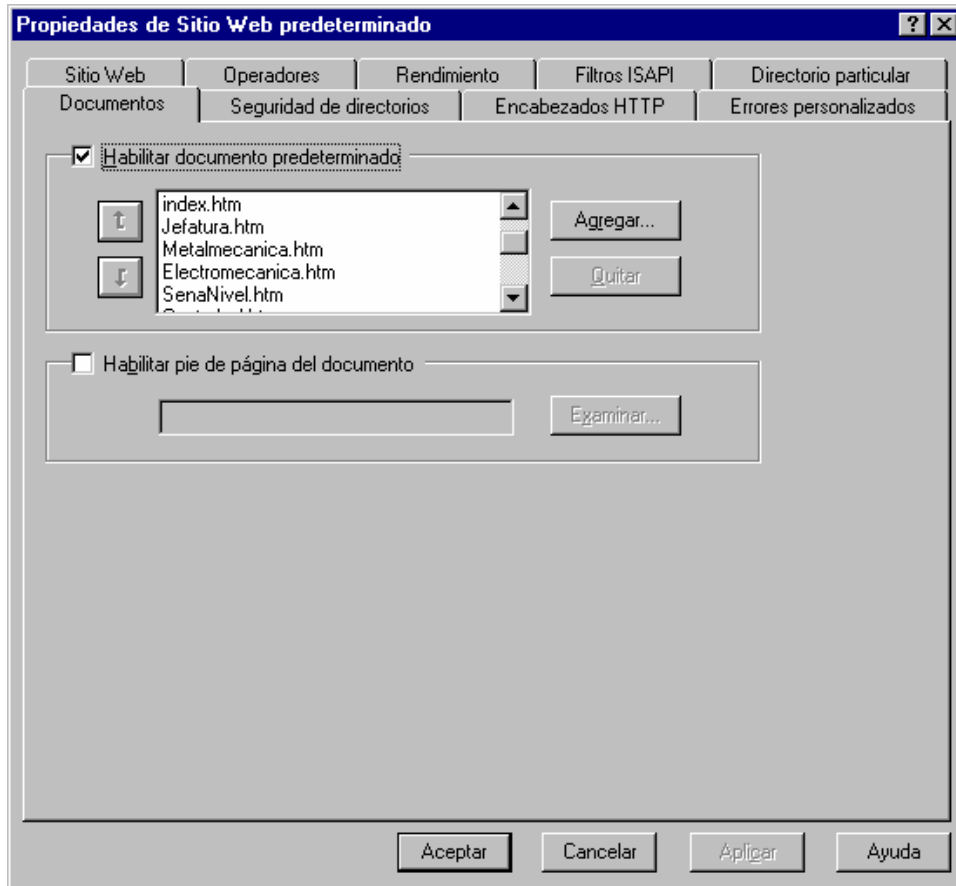 Propiedades de Sitio Web predeterminado
Sitio Web Operadores Rendimiento Filtros ISAPI Directorio particular
Documentos Seguridad de directorios Encabezados HTTP Errores personalizados
Habilitar documento predeterminado
index.htm
Jefatura.htm
Metalmecanica.htm
Electromecanica.htm
SenaNivel.htm
Agregar...
Quitar
Habilitar pie de página del documento
Examinar...
Aceptar Cancelar Aplicar Ayuda